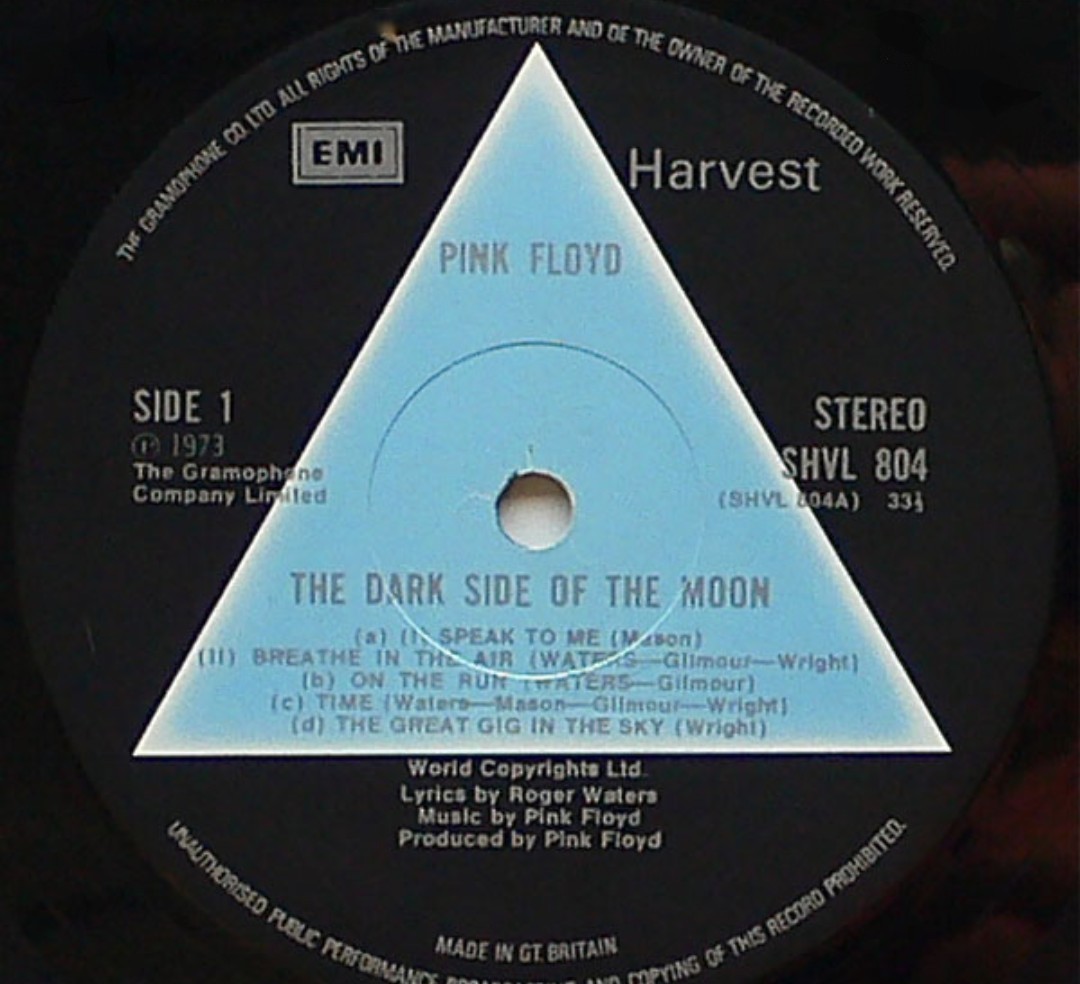 THE GRAMOPHONE CO. LTD. ALL RIGHTS OF THE MANUFACTURER AND OF THE OWNER OF THE RECORDED WORK RESERVED.
EMI
Harvest
PINK FLOYD
SIDE 1
STEREO
Ⓟ 1973
The Gramophone
SHVL 804
Company Limited
(SHVL 804A) 33⅓
THE DARK SIDE OF THE MOON
(a) (I) SPEAK TO ME (Mason)
(II) BREATHE IN THE AIR (WATERS—Gilmour—Wright)
(b) ON THE RUN (WATERS—Gilmour)
(c) TIME (Waters—Mason—Gilmour—Wright)
(d) THE GREAT GIG IN THE SKY (Wright)
World Copyrights Ltd.
Lyrics by Roger Waters
Music by Pink Floyd
Produced by Pink Floyd
MADE IN GT. BRITAIN
UNAUTHORISED PUBLIC PERFORMANCE AND COPYING OF THIS RECORD PROHIBITED.